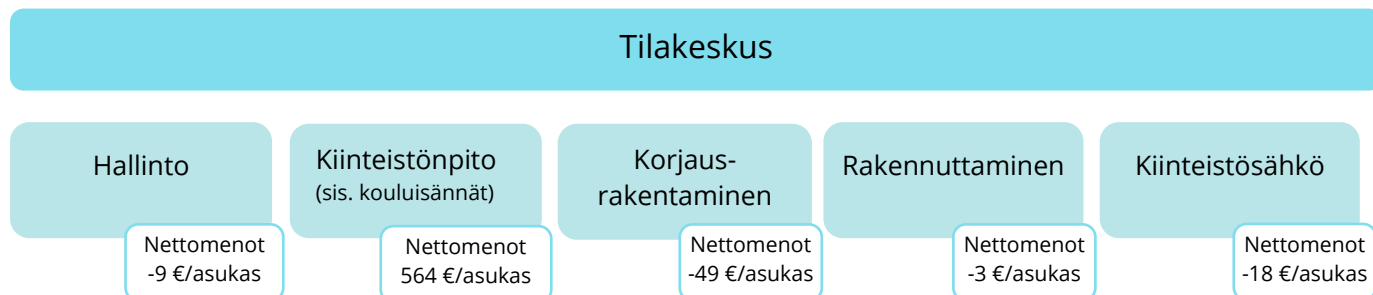 Tilakeskus
Hallinto
Kiinteistönpito
(sis. kouluisännät)
Korjaus-
rakentaminen
Rakennuttaminen
Kiinteistösähkö
Nettomenot
-9 €/asukas
Nettomenot
564 €/asukas
Nettomenot
-49 €/asukas
Nettomenot
-3 €/asukas
Nettomenot
-18 €/asukas